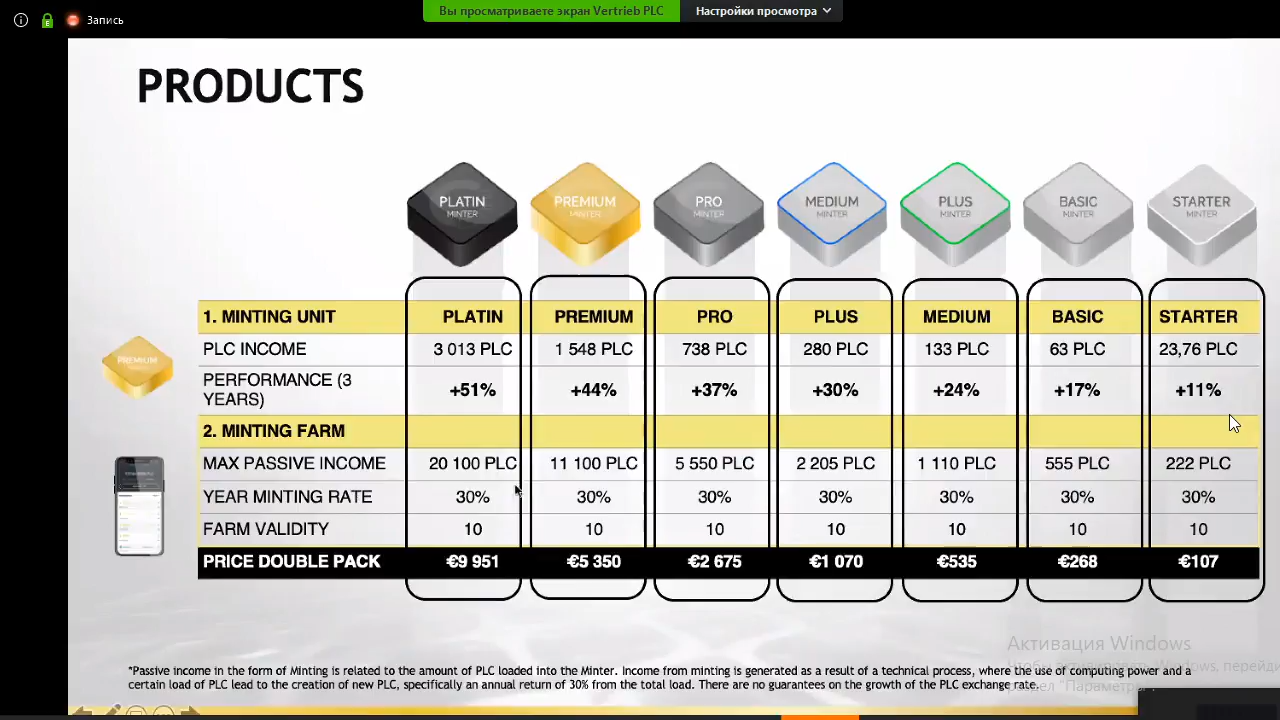 Запись
Вы просматриваете экран Vertrieb PLC
Настройки просмотра
PRODUCTS
PLATIN PREMIUM PRO MEDIUM PLUS BASIC STARTER
MINTER MINTER MINTER MINTER MINTER MINTER MINTER
1. MINTING UNIT PLATIN PREMIUM PRO PLUS MEDIUM BASIC STARTER
PLC INCOME 3 013 PLC 1 548 PLC 738 PLC 280 PLC 133 PLC 63 PLC 23,76 PLC
PREMIUM
PERFORMANCE (3
YEARS) +51% +44% +37% +30% +24% +17% +11%
2. MINTING FARM
MAX PASSIVE INCOME 20 100 PLC 11 100 PLC 5 550 PLC 2 205 PLC 1 110 PLC 555 PLC 222 PLC
YEAR MINTING RATE 30% 30% 30% 30% 30% 30% 30%
FARM VALIDITY 10 10 10 10 10 10 10
PRICE DOUBLE PACK €9 951 €5 350 €2 675 €1 070 €535 €268 €107
Активация Windows
Чтобы активировать Windows, перейди
раздел "Параметры".
*Passive income in the form of Minting is related to the amount of PLC loaded into the Minter. Income from minting is generated as a result of a technical process, where the use of computing power and a
certain load of PLC lead to the creation of new PLC, specifically an annual return of 30% from the total load. There are no guarantees on the growth of the PLC exchange rate.